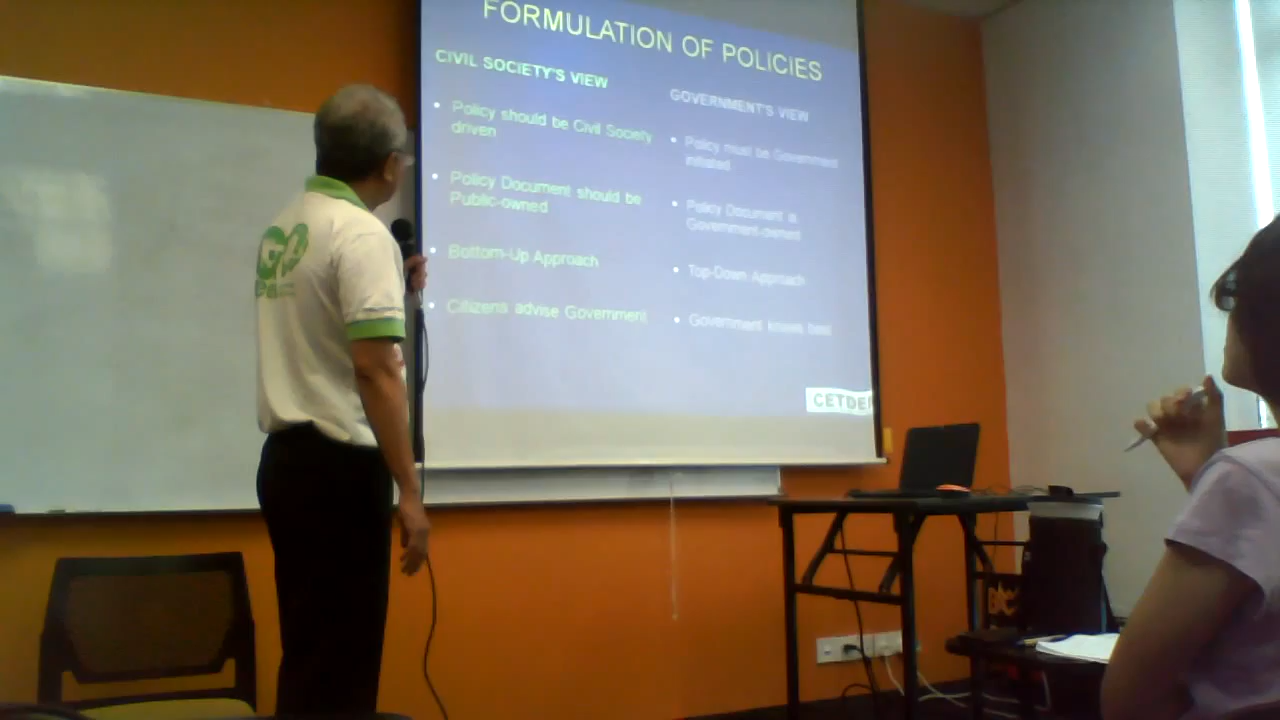 FORMULATION OF POLICIES
CIVIL SOCIETY'S VIEW
• Policy should be Civil Society
driven
• Policy Document should be
Public-owned
• Bottom-Up Approach
• Citizens advise Government
GOVERNMENT'S VIEW
• Policy must be Government
initiated
• Policy Document is
Government-owned
• Top-Down Approach
• Government knows best
CETDEM
GO